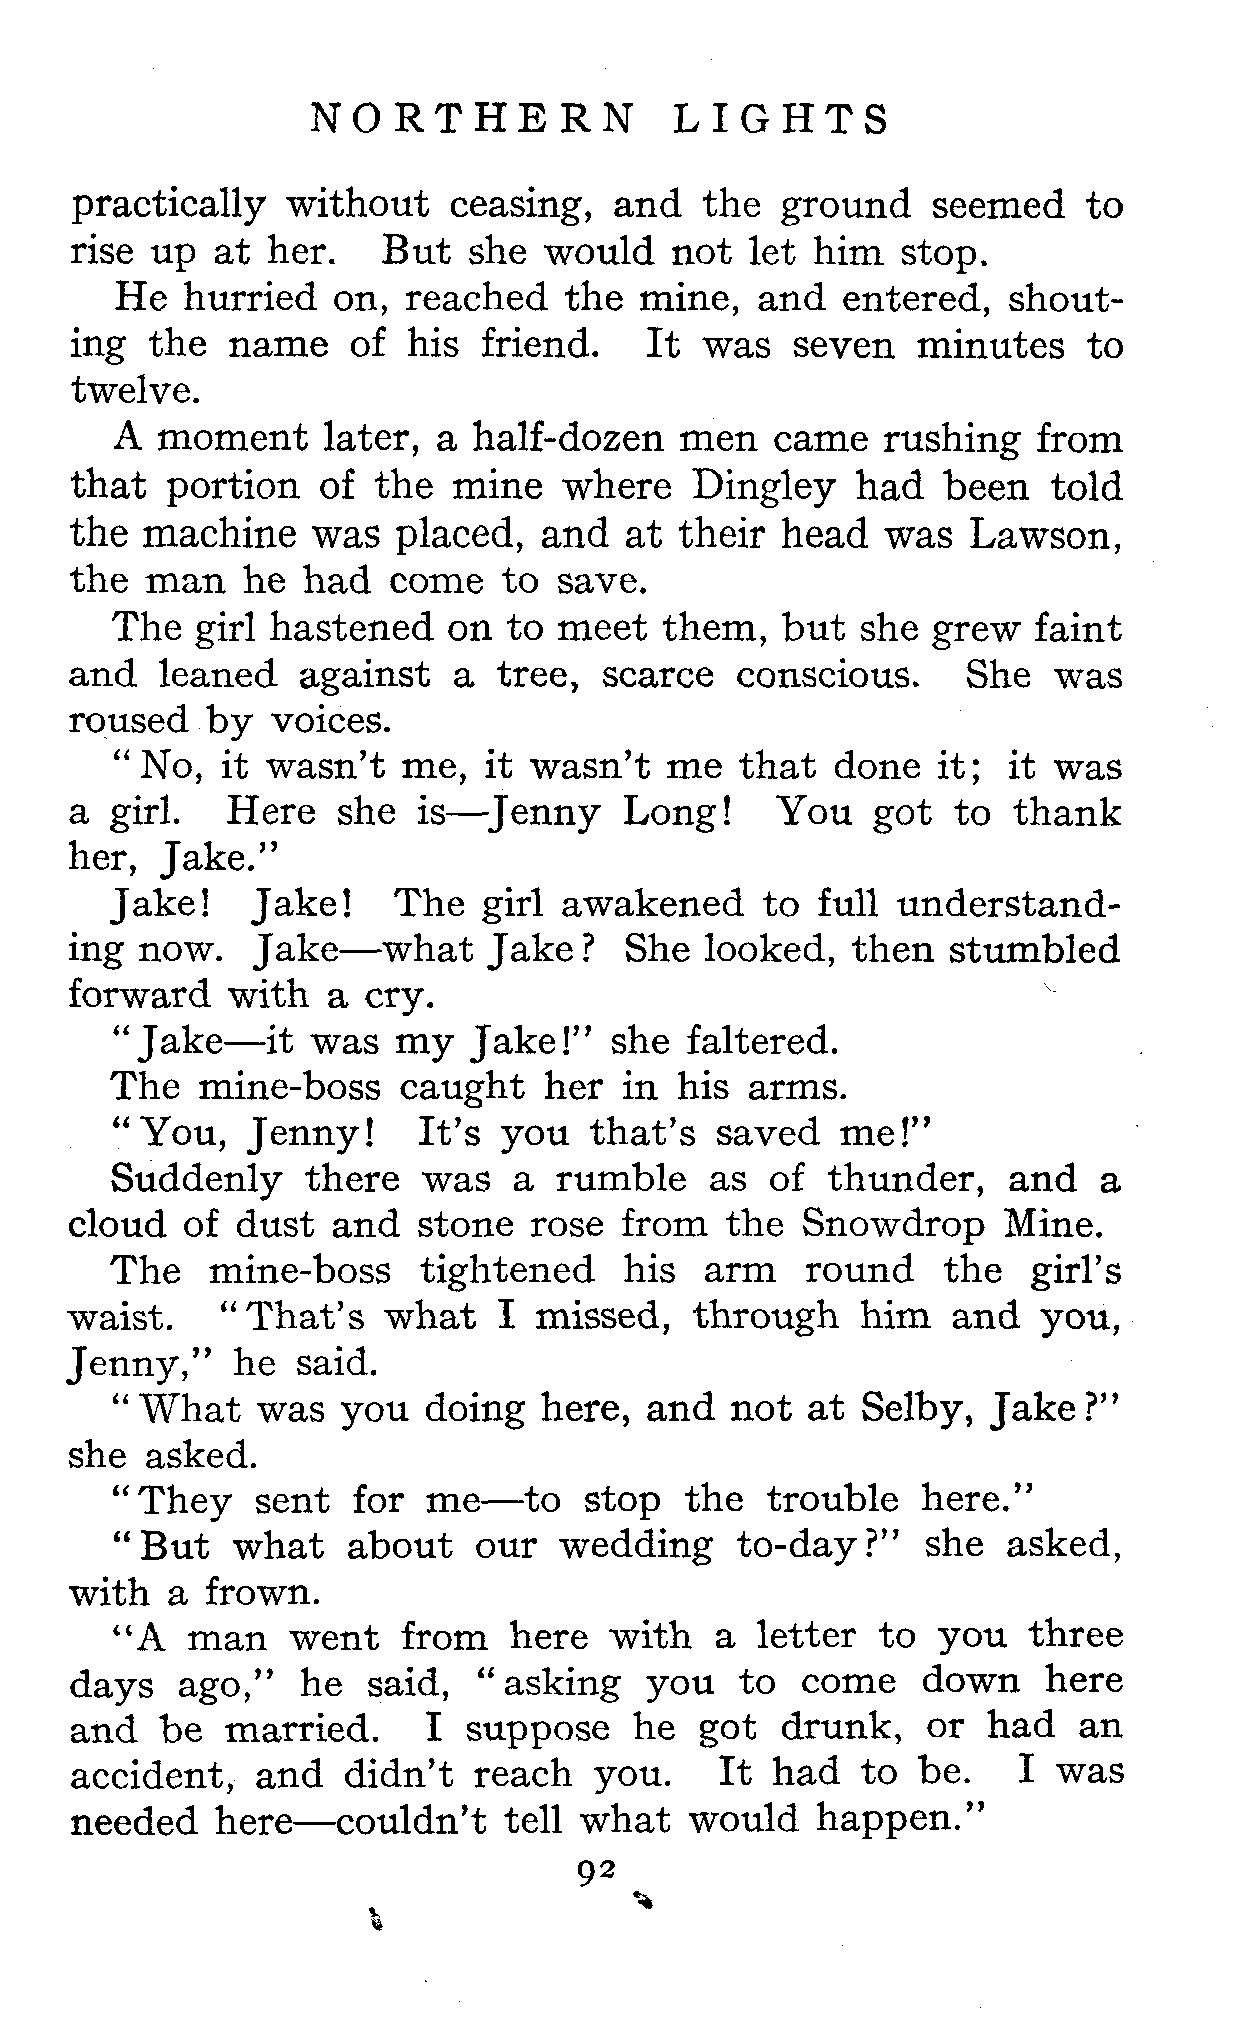 NORTHERN LIGHTS
practically without ceasing, and the ground seemed to
rise up at her. But she would not let him stop.
He hurried on, reached the mine, and entered, shout-
ing the name of his friend. It was seven minutes to
twelve.
A moment later, a half-dozen men came rushing from
that portion of the mine where Dingley had been told
the machine was placed, and at their head was Lawson,
the man he had come to save.
The girl hastened on to meet them, but she grew faint
and leaned against a tree, scarce conscious. She was
roused by voices.
"No, it wasn't me, it wasn't me that done it; it was
a girl. Here she is—Jenny Long! You got to thank
her, Jake."
Jake! Jake! The girl awakened to full understand-
ing now. Jake—what Jake? She looked, then stumbled
forward with a cry.
"Jake—it was my Jake!" she faltered.
The mine-boss caught her in his arms.
"You, Jenny! It's you that's saved me!"
Suddenly there was a rumble as of thunder, and a
cloud of dust and stone rose from the Snowdrop Mine.
The mine-boss tightened his arm round the girl's
waist. "That's what I missed, through him and you,
Jenny," he said.
"What was you doing here, and not at Selby, Jake?"
she asked.
"They sent for me—to stop the trouble here."
"But what about our wedding to-day?" she asked,
with a frown.
"A man went from here with a letter to you three
days ago," he said, "asking you to come down here
and be married. I suppose he got drunk, or had an
accident, and didn't reach you. It had to be. I was
needed here—couldn't tell what would happen."
92